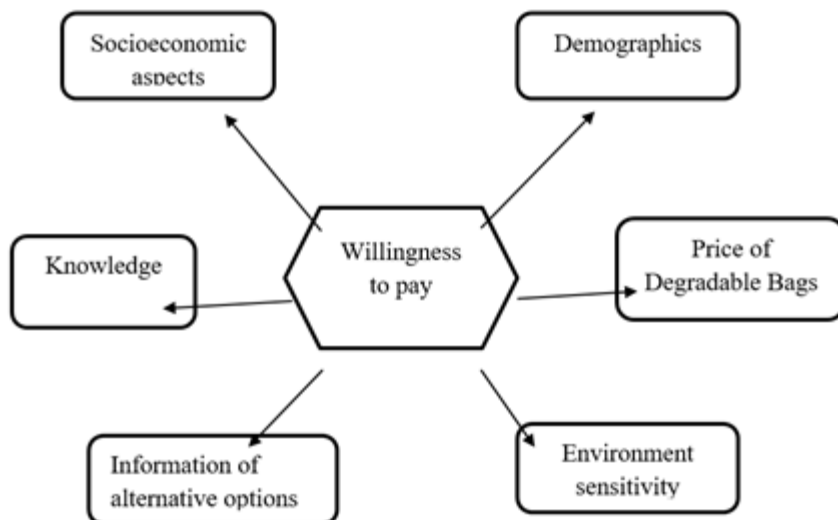 Socioeconomic
aspects
Demographics
Willingness
to pay
Knowledge
Price of
Degradable Bags
Information of
alternative options
Environment
sensitivity